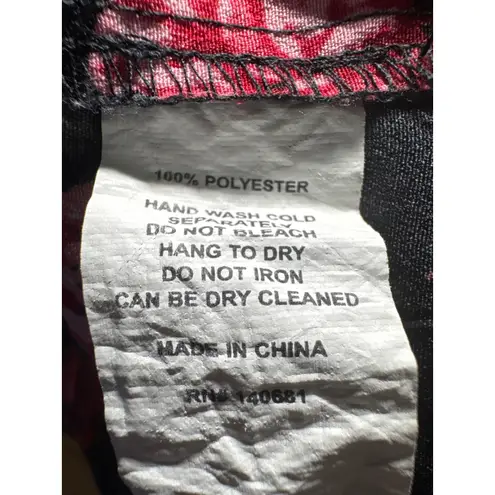 100% POLYESTER
HAND WASH COLD
SEPARATELY
DO NOT BLEACH
HANG TO DRY
DO NOT IRON
CAN BE DRY CLEANED
MADE IN CHINA
RN# 140681